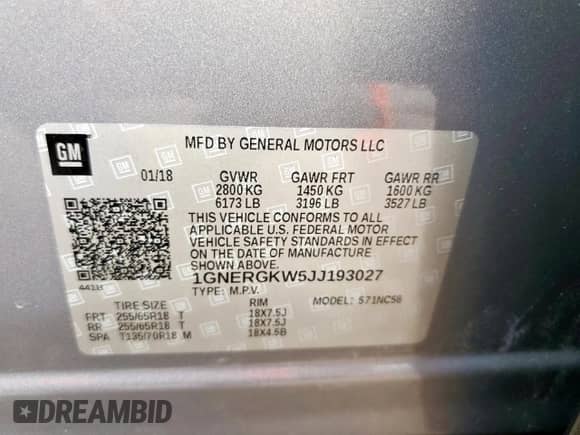 GM
MFD BY GENERAL MOTORS LLC
01/18 GVWR GAWR FRT GAWR RR
2800 KG 1450 KG 1600 KG
6173 LB 3196 LB 3527 LB
THIS VEHICLE CONFORMS TO ALL
APPLICABLE U.S. FEDERAL MOTOR
VEHICLE SAFETY STANDARDS IN EFFECT
ON THE DATE OF MANUFACTURE
SHOWN ABOVE.
1GNERGKW5JJ193027
4418
TYPE: M.P.V. MODEL: 571NC56
TIRE SIZE RIM
FRT 255/65R18 T 18X7.5J
RR 255/65R18 T 18X7.5J
SPA T135/70R18 M 18X4.5B
DREAMBID